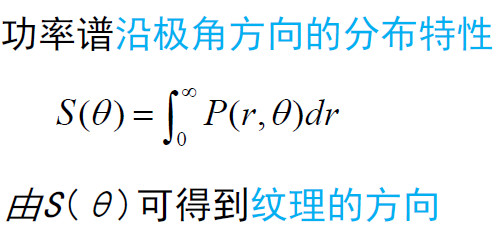 功率谱沿极角方向的分布特性
S(θ) = ∫₀^∞ P(r, θ)dr
由S(θ)可得到纹理的方向